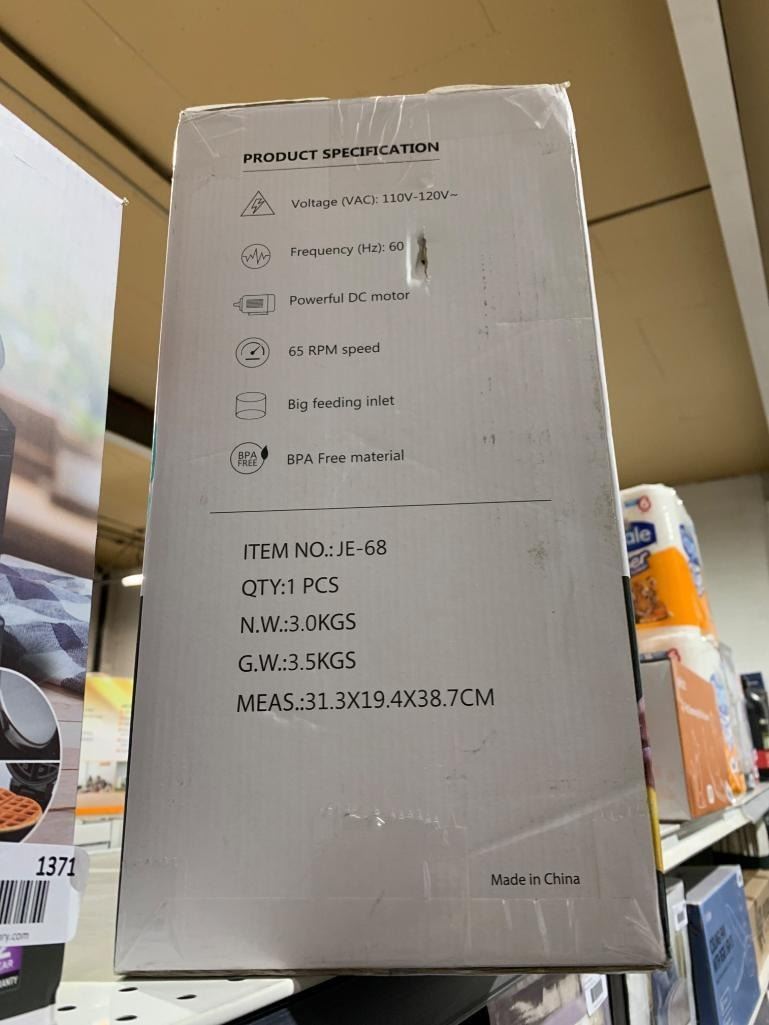 PRODUCT SPECIFICATION
Voltage (VAC): 110V-120V~
Frequency (Hz): 60
Powerful DC motor
65 RPM speed
Big feeding inlet
BPA
FREE
BPA Free material
ITEM NO.:JE-68
QTY:1 PCS
N.W.:3.0KGS
G.W.:3.5KGS
MEAS.:31.3X19.4X38.7CM
Made in China
1371